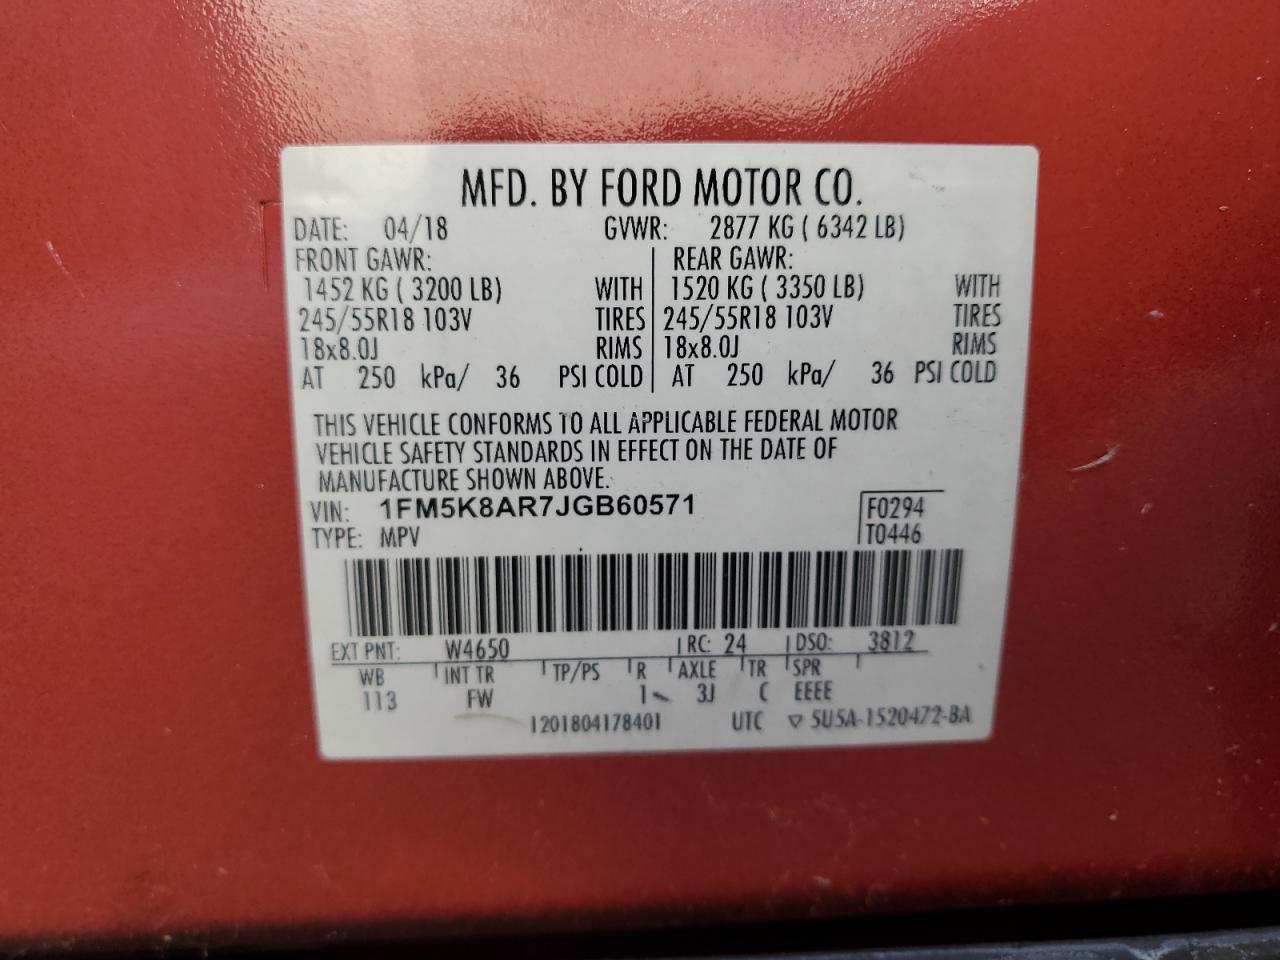 MFD. BY FORD MOTOR CO.
DATE: 04/18 GVWR: 2877 KG ( 6342 LB)
FRONT GAWR: REAR GAWR:
1452 KG ( 3200 LB) WITH 1520 KG ( 3350 LB) WITH
245/55R18 103V TIRES 245/55R18 103V TIRES
18x8.0J RIMS 18x8.0J RIMS
AT 250 kPa/ 36 PSI COLD AT 250 kPa/ 36 PSI COLD
THIS VEHICLE CONFORMS TO ALL APPLICABLE FEDERAL MOTOR
VEHICLE SAFETY STANDARDS IN EFFECT ON THE DATE OF
MANUFACTURE SHOWN ABOVE.
VIN: 1FM5K8AR7JGB60571 F0294
TYPE: MPV T0446
EXT PNT: W4650 RC: 24 DSO: 3812
WB INT TR TP/PS R AXLE TR SPR
113 FW 1 3J C EEEE
1201804178401 UTC ▽ 5U5A-1520472-BA